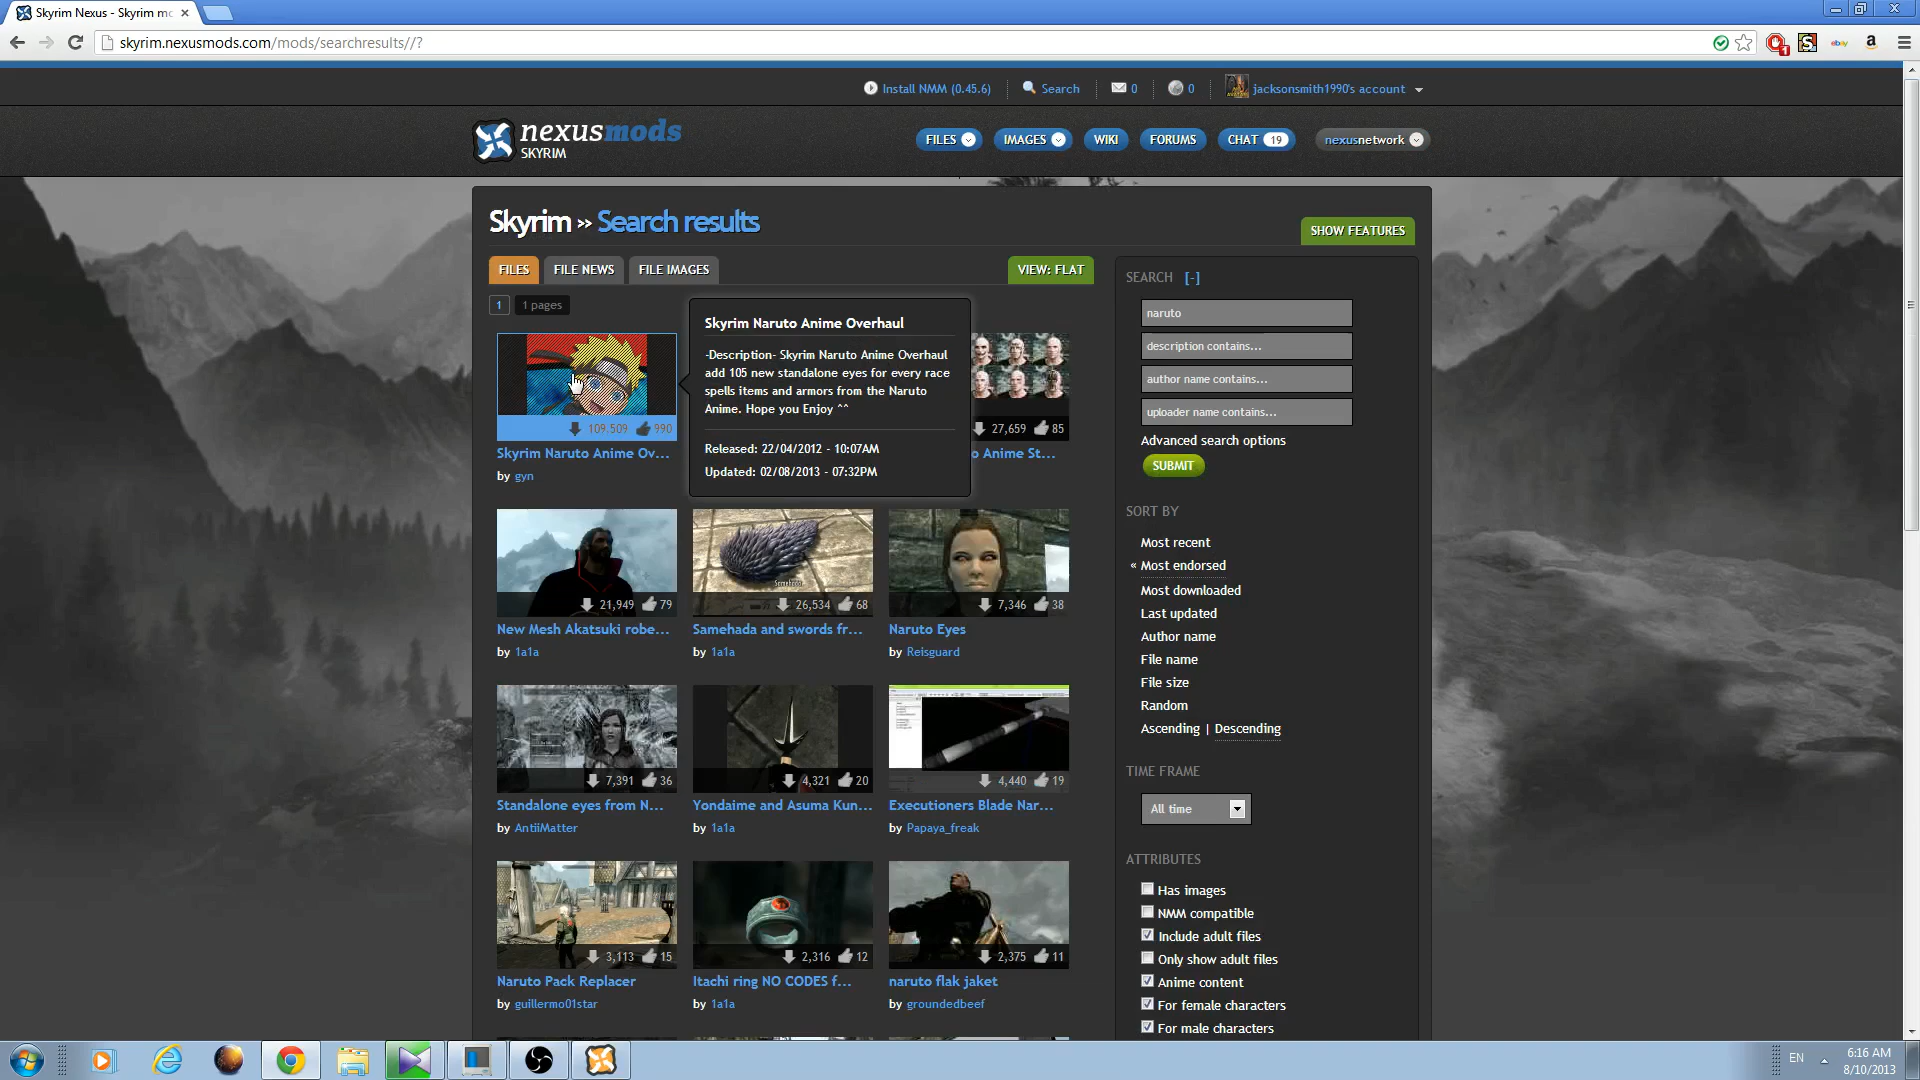 Skyrim Nexus - Skyrim mo
skyrim.nexusmods.com/mods/searchresults//?
1
ebay
a
Install NMM (0.45.6)
Search
0
0
jacksonsmith1990's account
nexusmods
SKYRIM
FILES
IMAGES
WIKI
FORUMS
CHAT 19
nexusnetwork
Skyrim » Search results
SHOW FEATURES
FILES
FILE NEWS
FILE IMAGES
VIEW: FLAT
1
1 pages
Skyrim Naruto Anime Overhaul
-Description- Skyrim Naruto Anime Overhaul
add 105 new standalone eyes for every race
spells items and armors from the Naruto
Anime. Hope you Enjoy ^^
Released: 22/04/2012 - 10:07AM
Updated: 02/08/2013 - 07:32PM
109,509 990
Skyrim Naruto Anime Ov...
by gyn
27,659 85
o Anime St...
21,949 79
New Mesh Akatsuki robe...
by 1a1a
Samehada
26,534 68
Samehada and swords fr...
by 1a1a
7,346 38
Naruto Eyes
by Reisguard
7,391 36
Standalone eyes from N...
by AntiiMatter
4,321 20
Yondaime and Asuma Kun...
by 1a1a
4,440 19
Executioners Blade Nar...
by Papaya_freak
3,113 15
Naruto Pack Replacer
by guillermo01star
2,316 12
Itachi ring NO CODES f...
by 1a1a
2,375 11
naruto flak jaket
by groundedbeef
SEARCH [-]
naruto
description contains...
author name contains...
uploader name contains...
Advanced search options
SUBMIT
SORT BY
Most recent
« Most endorsed
Most downloaded
Last updated
Author name
File name
File size
Random
Ascending | Descending
TIME FRAME
All time
ATTRIBUTES
Has images
NMM compatible
Include adult files
Only show adult files
Anime content
For female characters
For male characters
EN
6:16 AM
8/10/2013